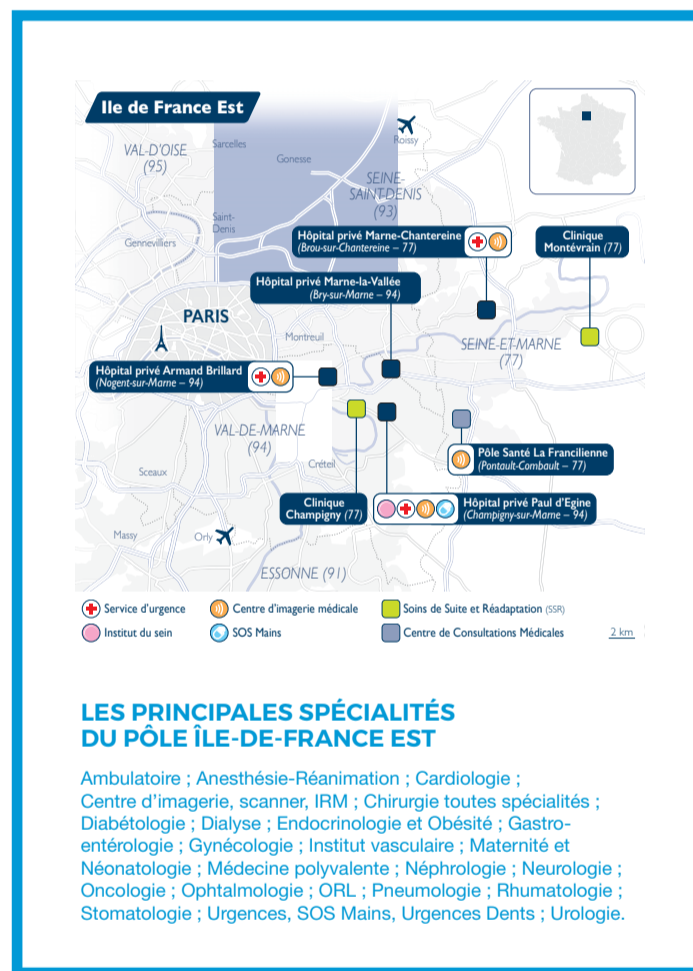 Ile de France Est
VAL-D'OISE
(95)
Sarcelles
Gonesse
Roissy
SEINE-
SAINT-DENIS
(93)
Saint-
Denis
Gennevilliers
Hôpital privé Marne-Chantereine
(Brou-sur-Chantereine – 77)
Clinique
Montévrain (77)
Hôpital privé Marne-la-Vallée
(Bry-sur-Marne – 94)
PARIS
Montreuil
SEINE-ET-MARNE
(77)
Hôpital privé Armand Brillard
(Nogent-sur-Marne – 94)
VAL-DE-MARNE
(94)
Créteil
Sceaux
Pôle Santé La Francilienne
(Pontault-Combault – 77)
Clinique
Champigny (77)
Hôpital privé Paul d'Egine
(Champigny-sur-Marne – 94)
Massy
Orly
ESSONNE (91)
Service d'urgence
Centre d'imagerie médicale
Soins de Suite et Réadaptation (SSR)
Institut du sein
SOS Mains
Centre de Consultations Médicales
2 km
LES PRINCIPALES SPÉCIALITÉS
DU PÔLE ÎLE-DE-FRANCE EST
Ambulatoire ; Anesthésie-Réanimation ; Cardiologie ;
Centre d'imagerie, scanner, IRM ; Chirurgie toutes spécialités ;
Diabétologie ; Dialyse ; Endocrinologie et Obésité ; Gastro-
entérologie ; Gynécologie ; Institut vasculaire ; Maternité et
Néonatologie ; Médecine polyvalente ; Néphrologie ; Neurologie ;
Oncologie ; Ophtalmologie ; ORL ; Pneumologie ; Rhumatologie ;
Stomatologie ; Urgences, SOS Mains, Urgences Dents ; Urologie.